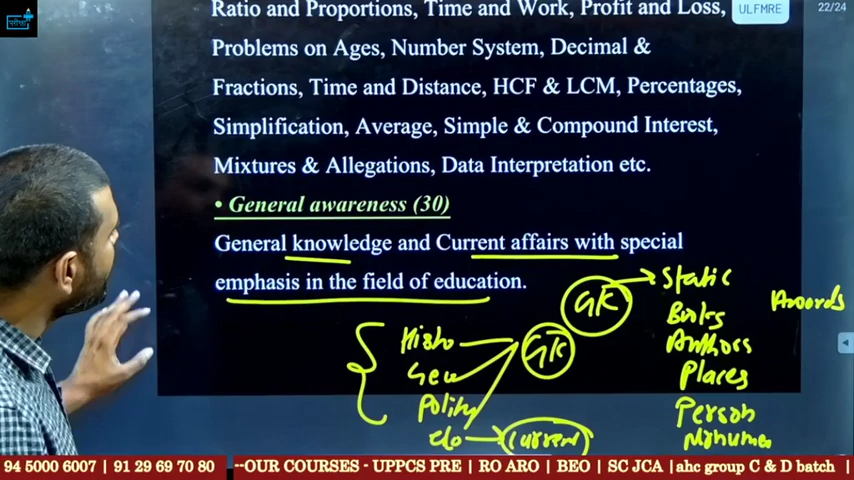 Ratio and Proportions, Time and Work, Profit and Loss,
ULFMRE
22/24
परीक्षा
Problems on Ages, Number System, Decimal &
Fractions, Time and Distance, HCF & LCM, Percentages,
Simplification, Average, Simple & Compound Interest,
Mixtures & Allegations, Data Interpretation etc.
• General awareness (30)
General knowledge and Current affairs with special
emphasis in the field of education.
GK
Static
Books
Awards
Authors
Places
Person
Monumen
Histo
GK
Geo
Polity
Eco
Current
94 5000 6007 | 91 29 69 70 80 --OUR COURSES - UPPCS PRE | RO ARO | BEO | SC JCA | ahc group C & D batch |